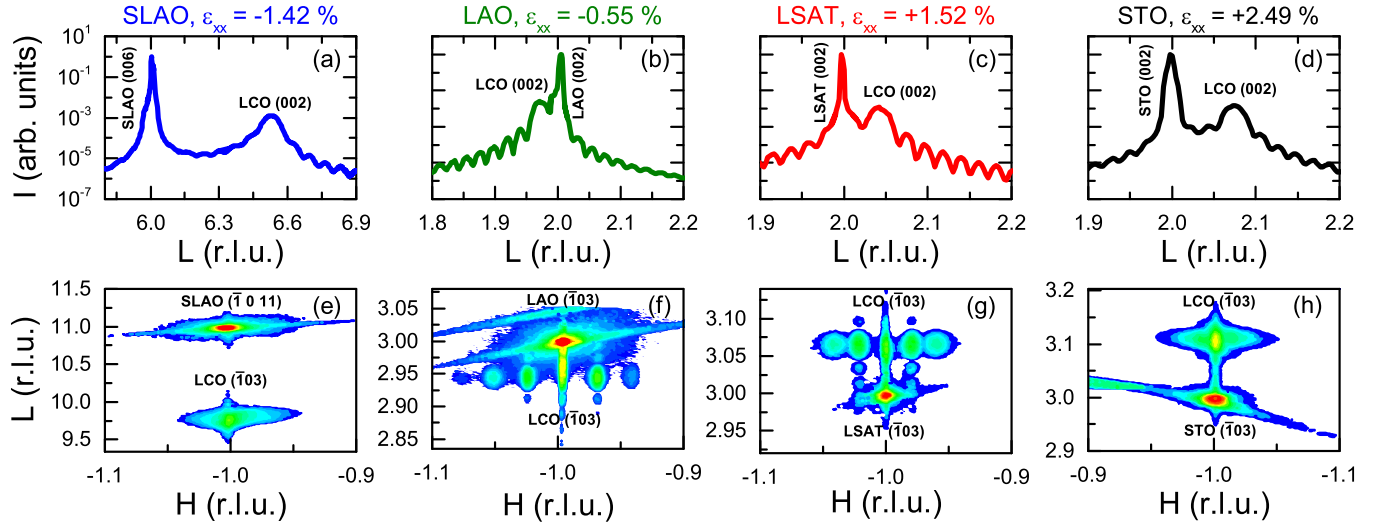 SLAO, εxx = -1.42 %
LAO, εxx = -0.55 %
LSAT, εxx = +1.52 %
STO, εxx = +2.49 %
I (arb. units)
10^1
10^-1
10^-3
10^-5
10^-7
SLAO (006)
LCO (002)
(a)
6.0 6.3 6.6 6.9
L (r.l.u.)
LCO (002)
LAO (002)
(b)
1.8 1.9 2.0 2.1 2.2
L (r.l.u.)
LSAT (002)
LCO (002)
(c)
1.9 2.0 2.1 2.2
L (r.l.u.)
STO (002)
LCO (002)
(d)
1.9 2.0 2.1 2.2
L (r.l.u.)
L (r.l.u.)
11.5
11.0
10.5
10.0
9.5
SLAO (1̅ 0 11)
(e)
LCO (1̅03)
-1.1 -1.0 -0.9
H (r.l.u.)
3.05
3.00
2.95
2.90
2.85
LAO (1̅03)
(f)
LCO (1̅03)
-1.1 -1.0 -0.9
H (r.l.u.)
3.10
3.05
3.00
2.95
LCO (1̅03)
(g)
LSAT (1̅03)
-1.1 -1.0 -0.9
H (r.l.u.)
3.2
3.1
3.0
2.9
LCO (1̅03)
(h)
STO (1̅03)
-0.9 -1.0 -1.1
H (r.l.u.)